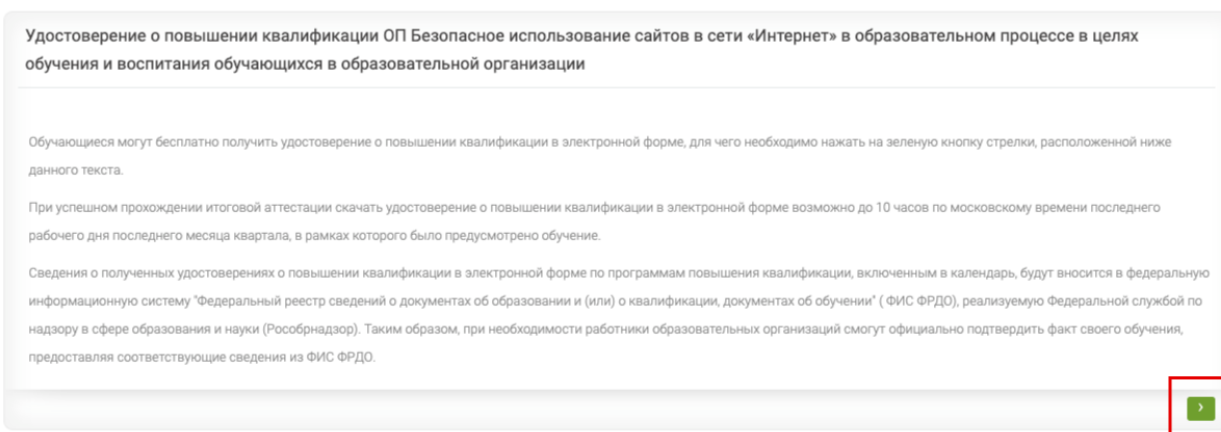 Удостоверение о повышении квалификации ОП Безопасное использование сайтов в сети «Интернет» в образовательном процессе в целях
обучения и воспитания обучающихся в образовательной организации
Обучающиеся могут бесплатно получить удостоверение о повышении квалификации в электронной форме, для чего необходимо нажать на зеленую кнопку стрелки, расположенной ниже
данного текста.
При успешном прохождении итоговой аттестации скачать удостоверение о повышении квалификации в электронной форме возможно до 10 часов по московскому времени последнего
рабочего дня последнего месяца квартала, в рамках которого было предусмотрено обучение.
Сведения о полученных удостоверениях о повышении квалификации в электронной форме по программам повышения квалификации, включенным в календарь, будут вносится в федеральную
информационную систему "Федеральный реестр сведений о документах об образовании и (или) о квалификации, документах об обучении" ( ФИС ФРДО), реализуемую Федеральной службой по
надзору в сфере образования и науки (Рособрнадзор). Таким образом, при необходимости работники образовательных организаций смогут официально подтвердить факт своего обучения,
предоставляя соответствующие сведения из ФИС ФРДО.